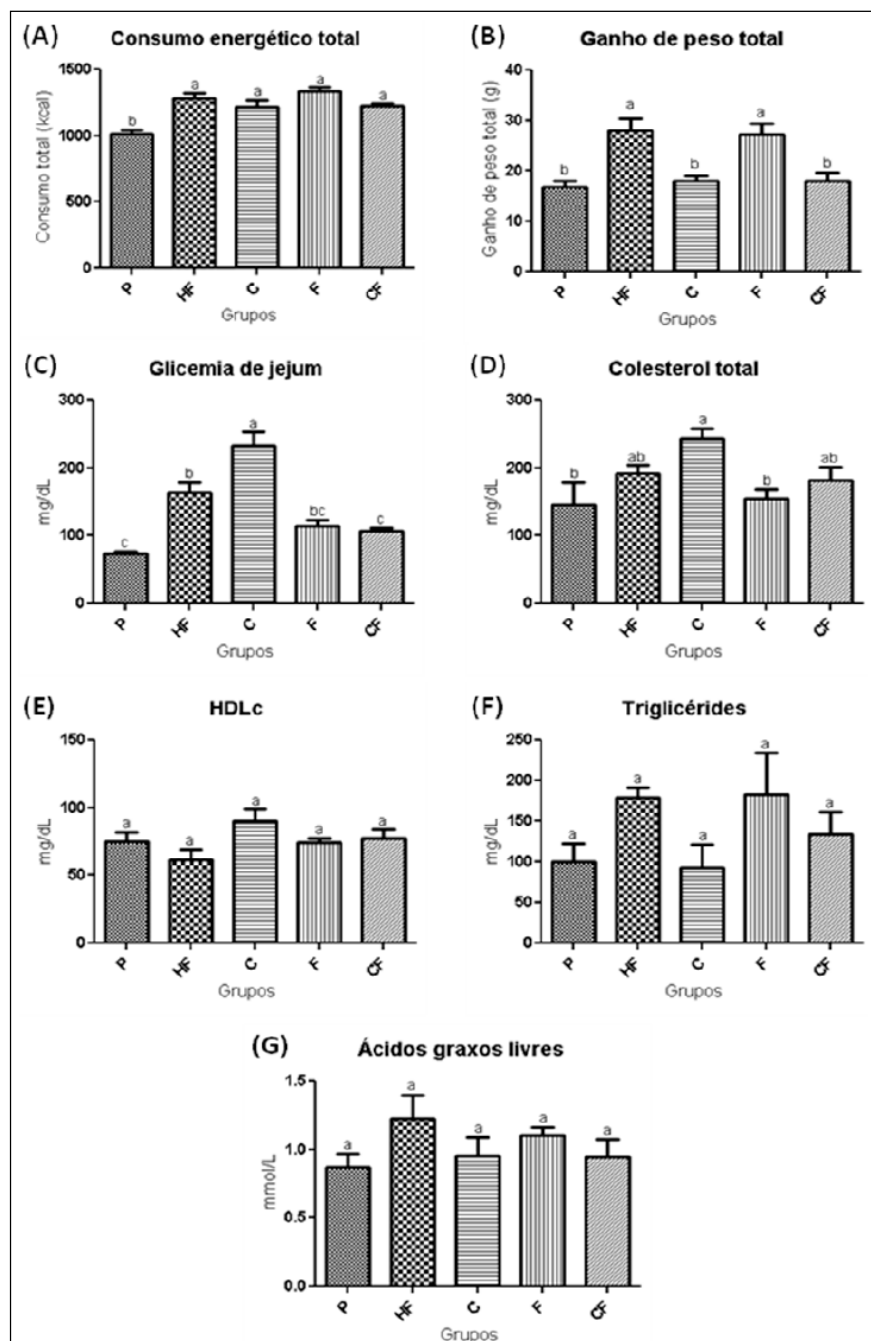 (A) Consumo energético total
Consumo total (kcal)
1500
1000
500
0
b
a
a
a
a
P
HF
C
F
CF
Grupos
(B) Ganho de peso total
Ganho de peso total (g)
40
30
20
10
0
b
a
b
a
b
P
HF
C
F
CF
Grupos
(C) Glicemia de jejum
mg/dL
300
200
100
0
c
b
a
bc
c
P
HF
C
F
CF
Grupos
(D) Colesterol total
mg/dL
300
200
100
0
b
ab
a
b
ab
P
HF
C
F
CF
Grupos
(E) HDLc
mg/dL
150
100
50
0
a
a
a
a
a
P
HF
C
F
CF
Grupos
(F) Triglicérides
mg/dL
250
200
150
100
50
0
a
a
a
a
a
P
HF
C
F
CF
Grupos
(G) Ácidos graxos livres
mmol/L
1.5
1.0
0.5
0.0
a
a
a
a
a
P
HF
C
F
CF
Grupos